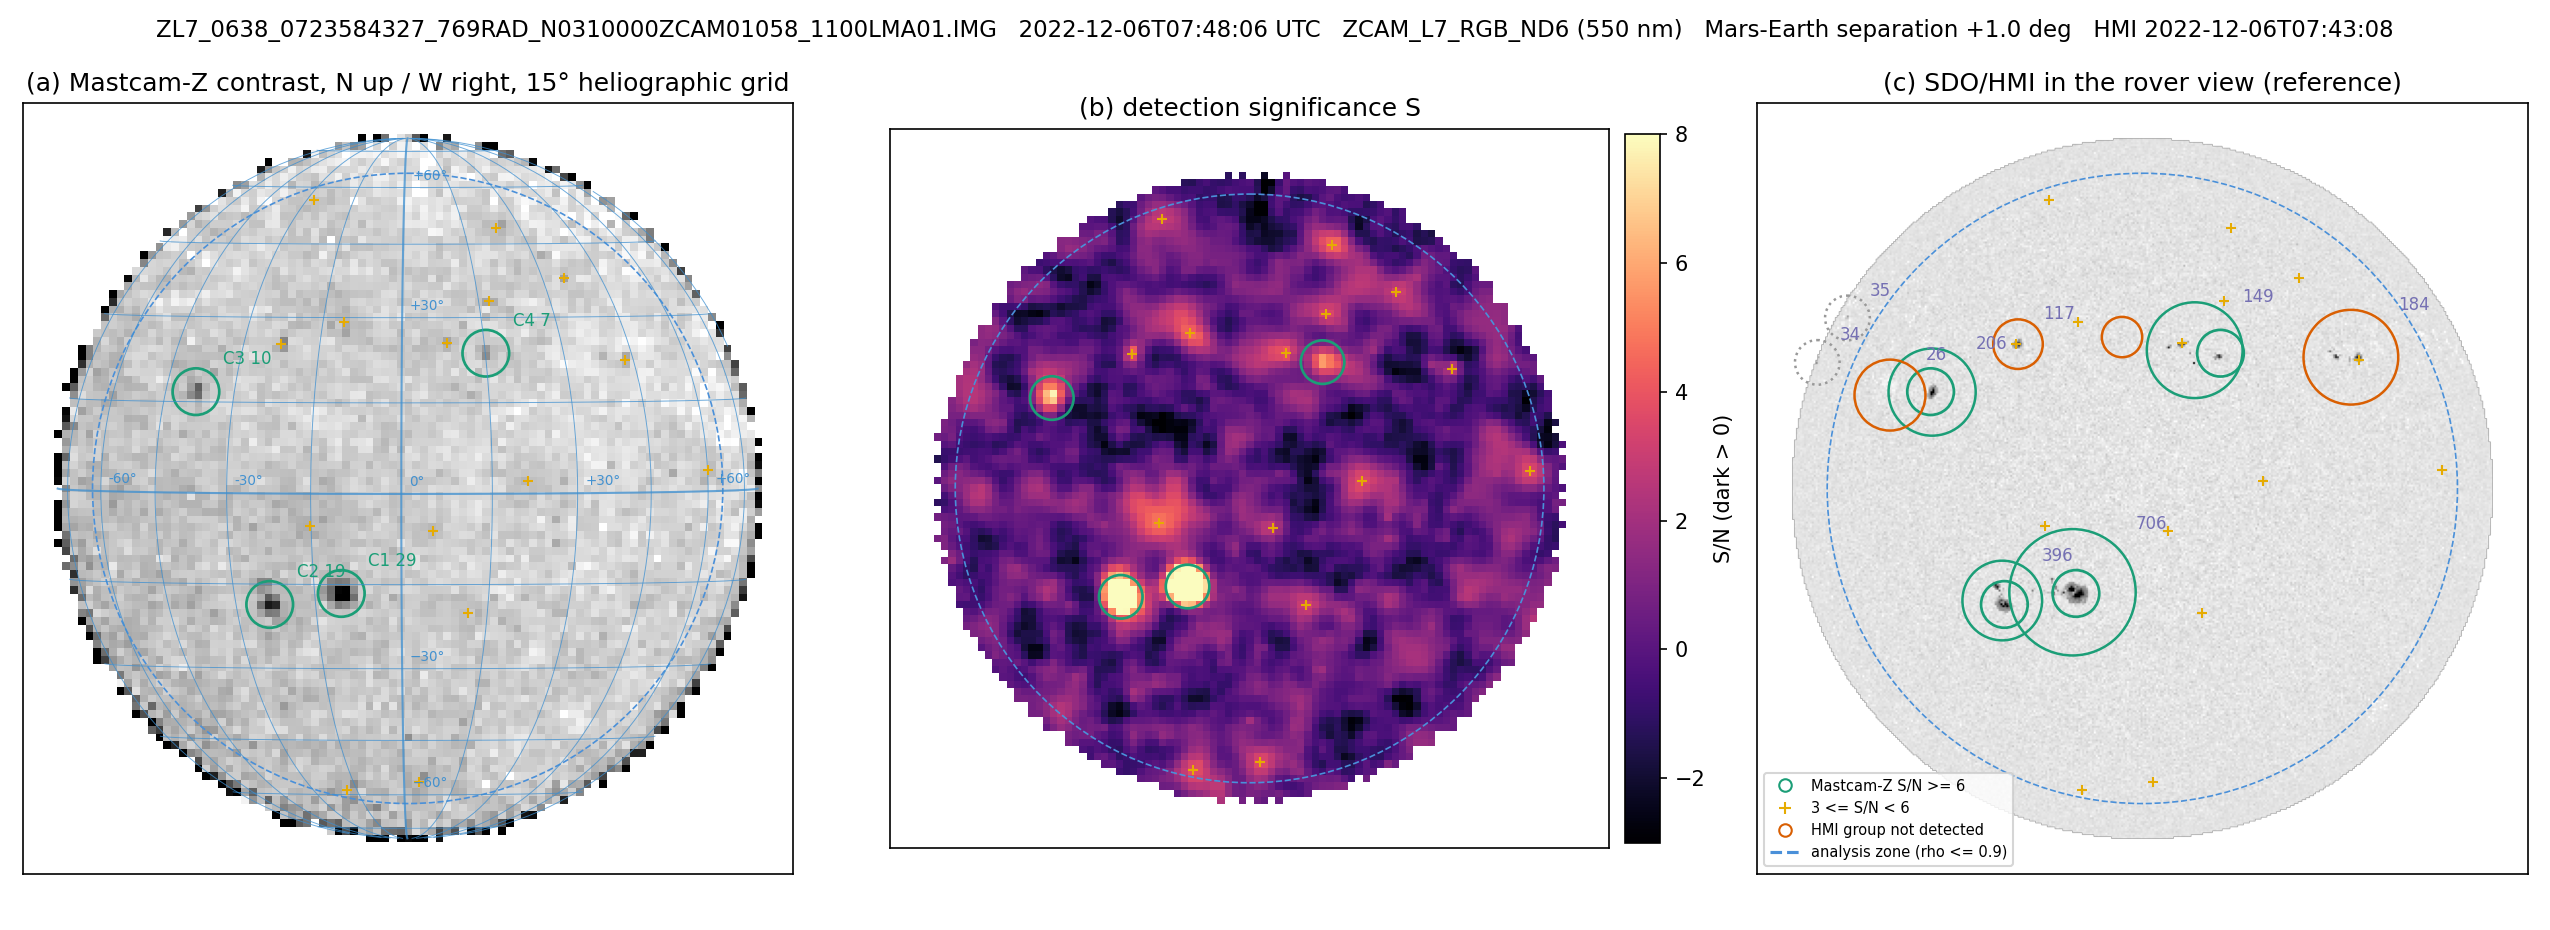 ZL7_0638_0723584327_769RAD_N0310000ZCAM01058_1100LMA01.IMG 2022-12-06T07:48:06 UTC ZCAM_L7_RGB_ND6 (550 nm) Mars-Earth separation +1.0 deg HMI 2022-12-06T07:43:08
(a) Mastcam-Z contrast, N up / W right, 15° heliographic grid
+60°
+30°
C4 7
C3 10
-60°
-30°
0°
+30°
+60°
C1 29
C2 19
−30°
−60°
(b) detection significance S
8
6
4
2
0
−2
S/N (dark > 0)
(c) SDO/HMI in the rover view (reference)
35
34
117
149
184
206
26
706
396
Mastcam-Z S/N >= 6
3 <= S/N < 6
HMI group not detected
analysis zone (rho <= 0.9)